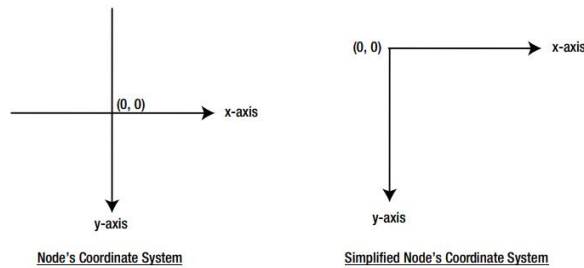 (0, 0)
x-axis
y-axis
Node's Coordinate System
(0, 0)
x-axis
y-axis
Simplified Node's Coordinate System